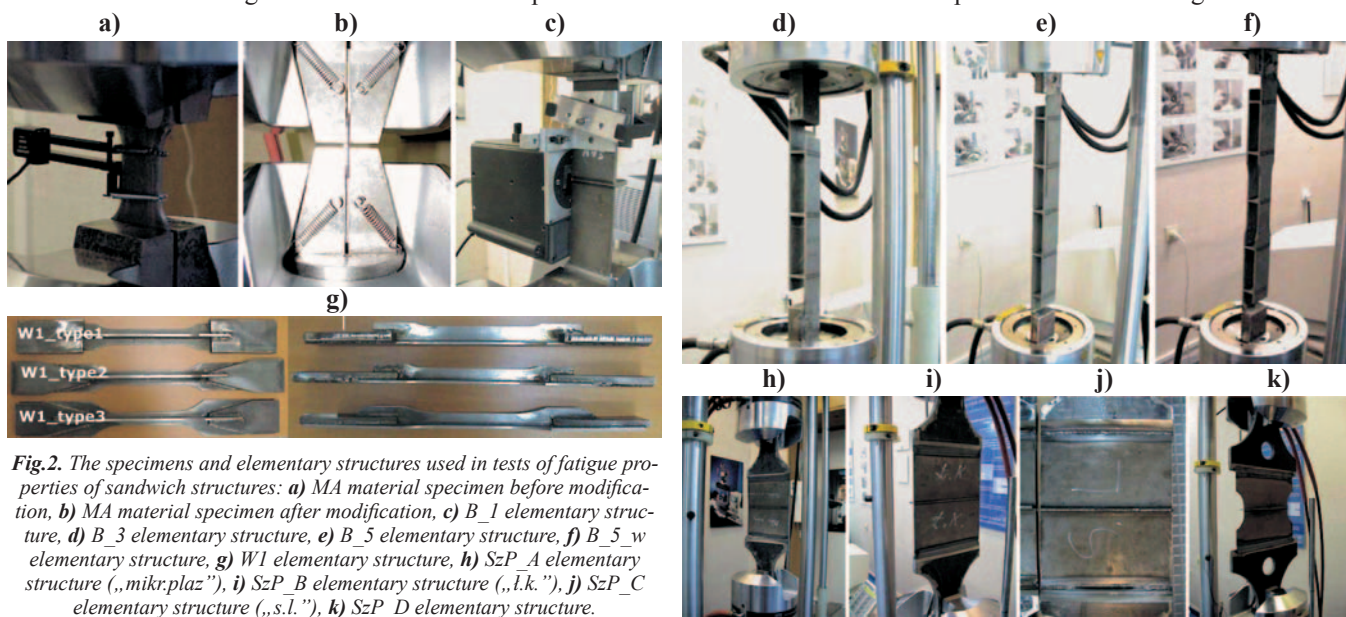 a) b) c)
d) e) f)
g)
W1_type1
W1_type2
W1_type3
h) i) j) k)
Fig.2. The specimens and elementary structures used in tests of fatigue pro-
perties of sandwich structures: a) MA material specimen before modifica-
tion, b) MA material specimen after modification, c) B_1 elementary struc-
ture, d) B_3 elementary structure, e) B_5 elementary structure, f) B_5_w
elementary structure, g) W1 elementary structure, h) SzP_A elementary
structure („mikr.plaz”), i) SzP_B elementary structure („ł.k.”), j) SzP_C
elementary structure („s.l.”), k) SzP_D elementary structure.